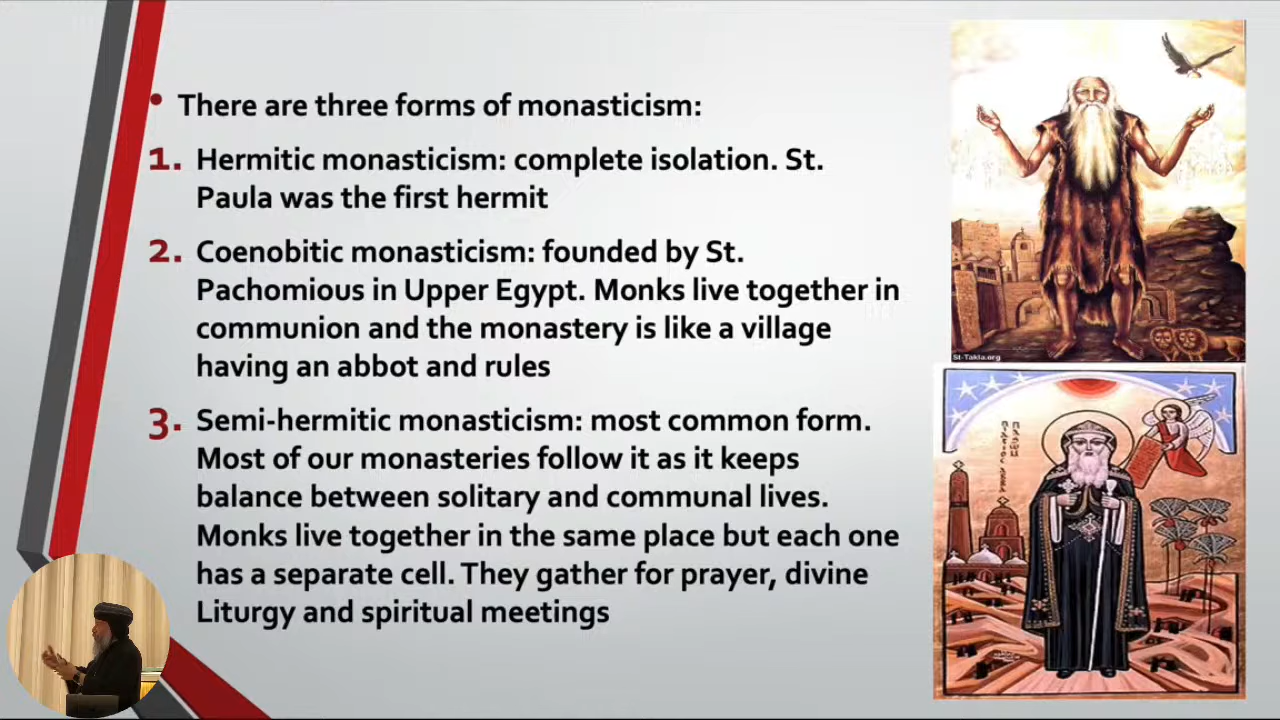 • There are three forms of monasticism:
1. Hermitic monasticism: complete isolation. St.
Paula was the first hermit
2. Coenobitic monasticism: founded by St.
Pachomious in Upper Egypt. Monks live together in
communion and the monastery is like a village
having an abbot and rules
3. Semi-hermitic monasticism: most common form.
Most of our monasteries follow it as it keeps
balance between solitary and communal lives.
Monks live together in the same place but each one
has a separate cell. They gather for prayer, divine
Liturgy and spiritual meetings
St-Takla.org